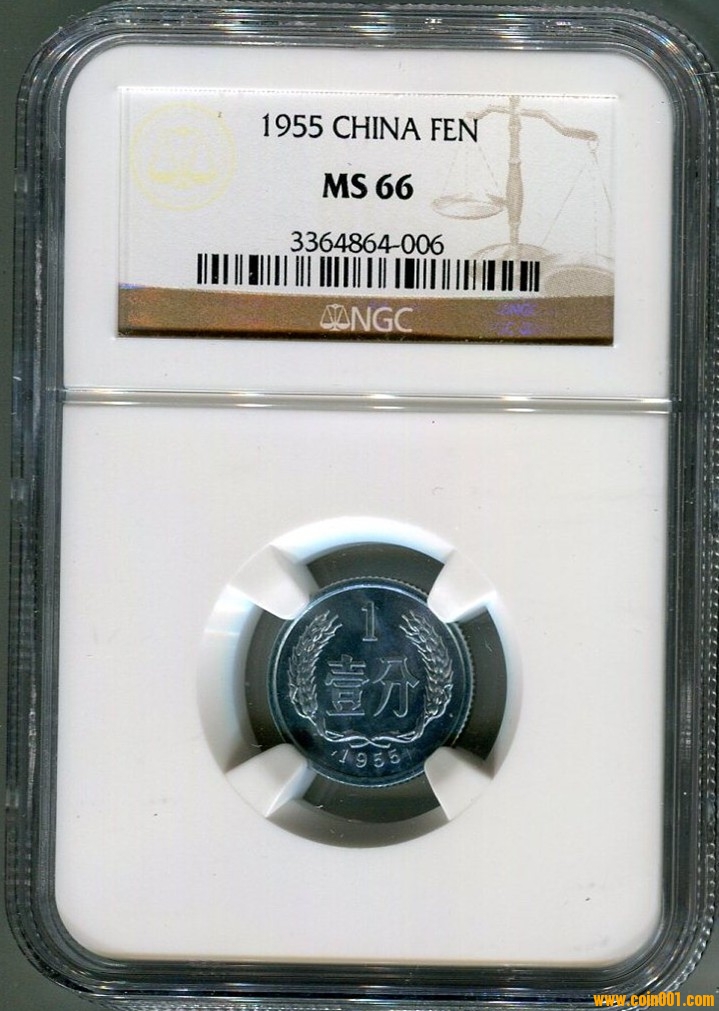 1955 CHINA FEN
MS 66
3364864-006
NGC
1
壹分
1955
www.coin001.com